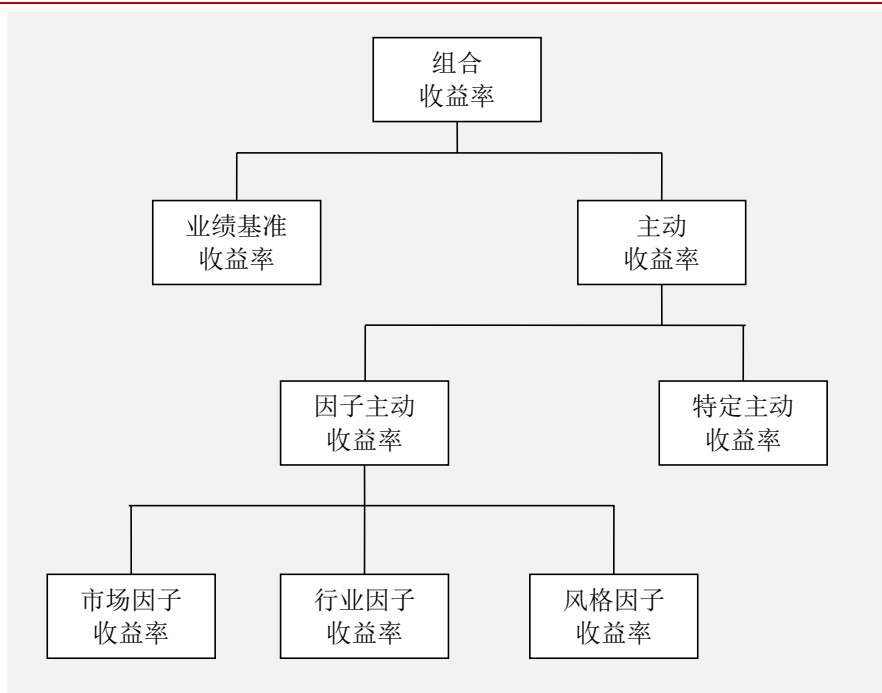 组合
收益率
业绩基准
收益率
主动
收益率
因子主动
收益率
特定主动
收益率
市场因子
收益率
行业因子
收益率
风格因子
收益率